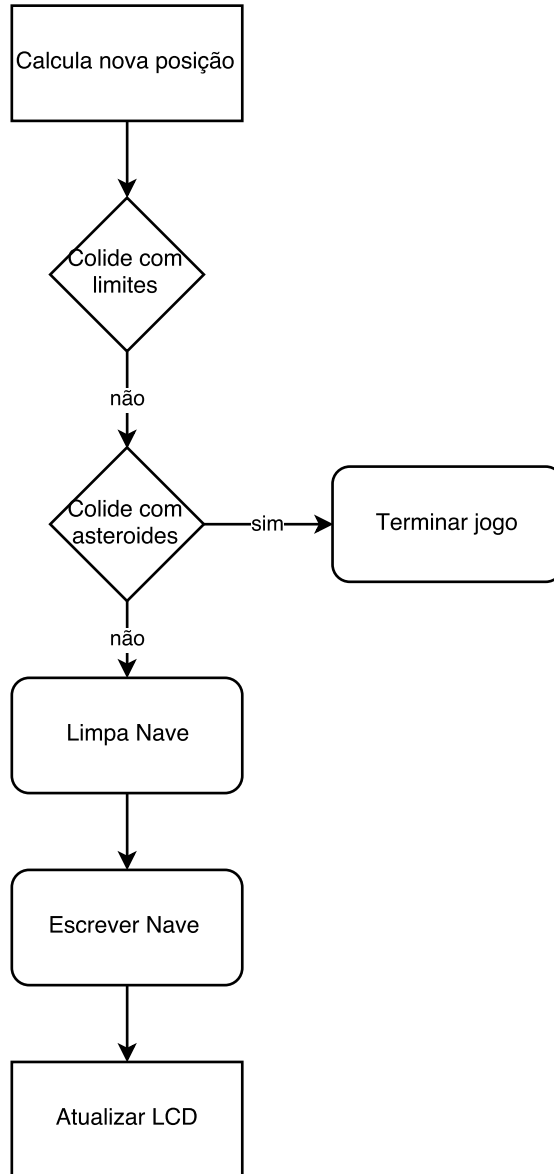 Calcula nova posição
Colide com
limites
não
Colide com
asteroides
sim
Terminar jogo
não
Limpa Nave
Escrever Nave
Atualizar LCD